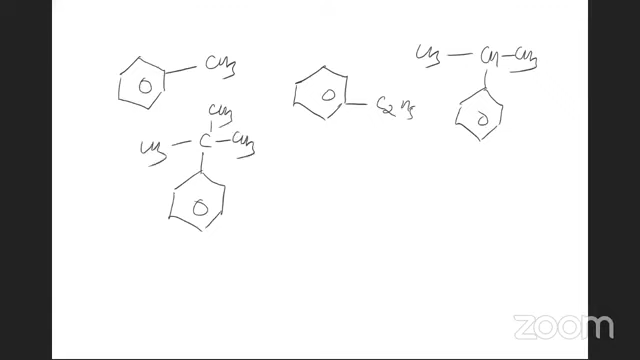 CH3
C2H5
CH3 — CH — CH3
CH3
CH3 — C — CH3
zoom